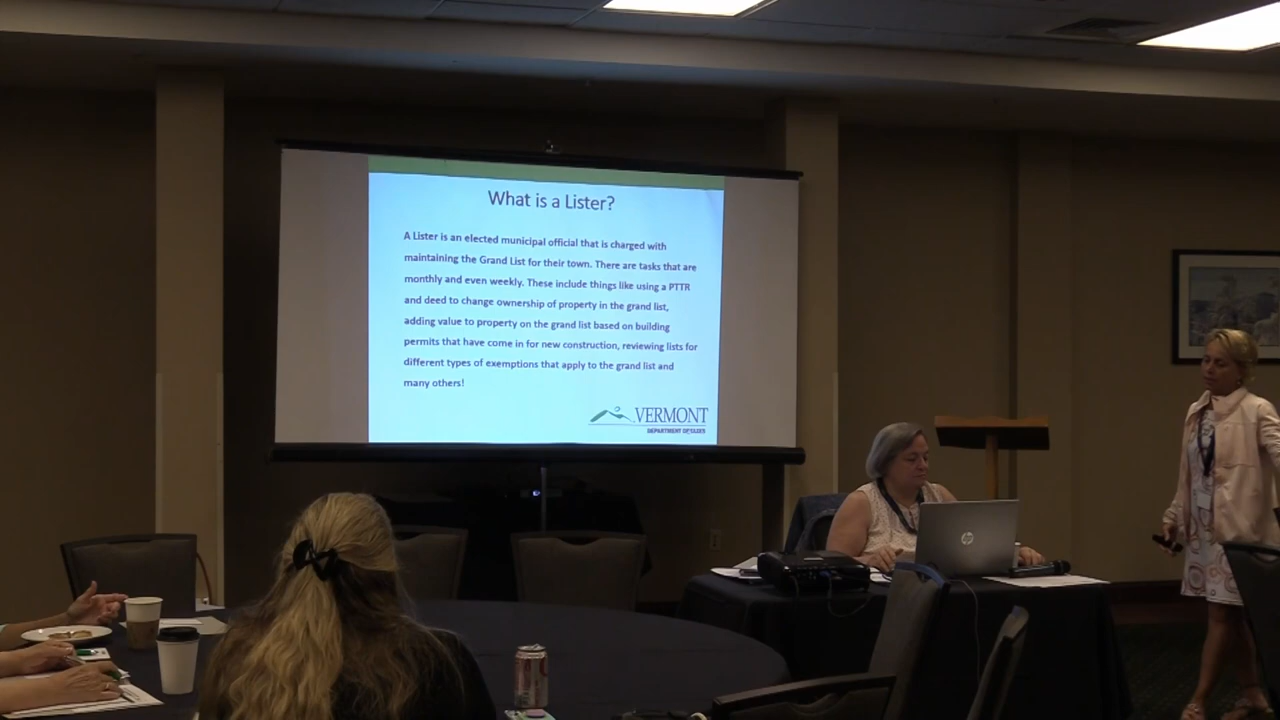 What is a Lister?
A Lister is an elected municipal official that is charged with
maintaining the Grand List for their town. There are tasks that are
monthly and even weekly. These include things like using a PTTR
and deed to change ownership of property in the grand list,
adding value to property on the grand list based on building
permits that have come in for new construction, reviewing lists for
different types of exemptions that apply to the grand list and
many others!
VERMONT
DEPARTMENT OF TAXES
hp